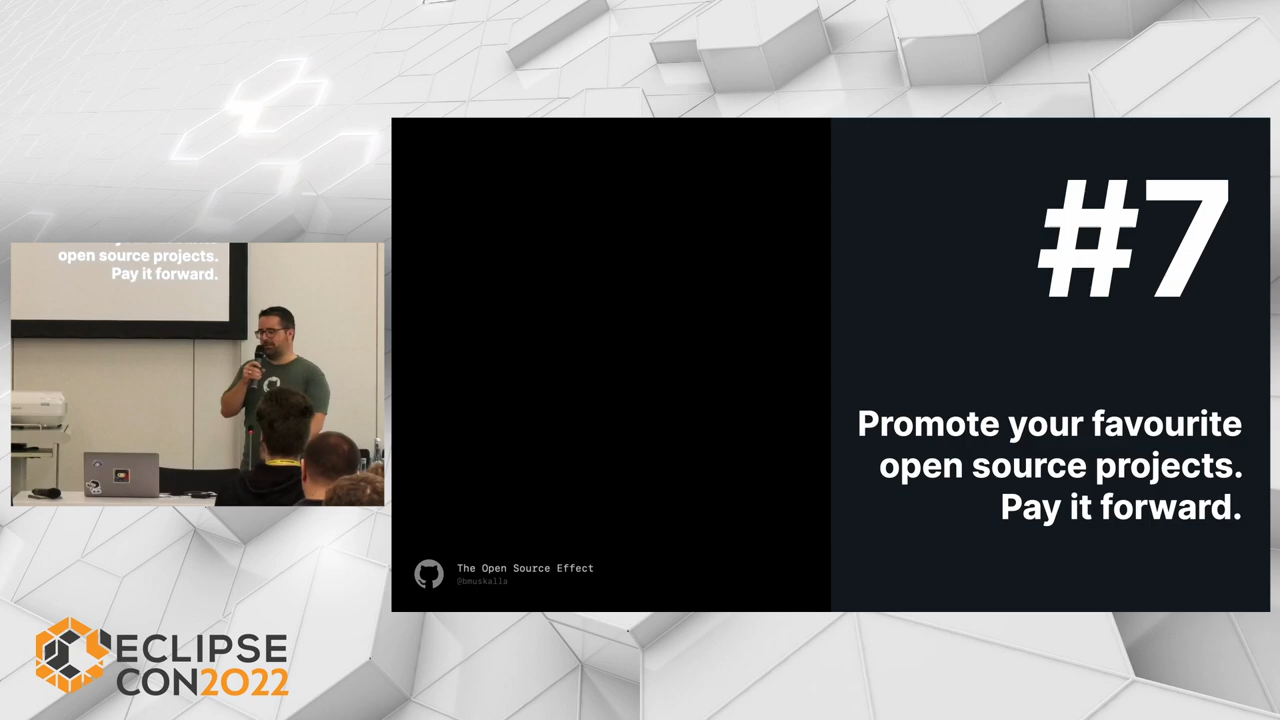 #7
Promote your favourite
open source projects.
Pay it forward.
The Open Source Effect
@bmuskalla
open source projects.
Pay it forward.
ECLIPSE
CON2022